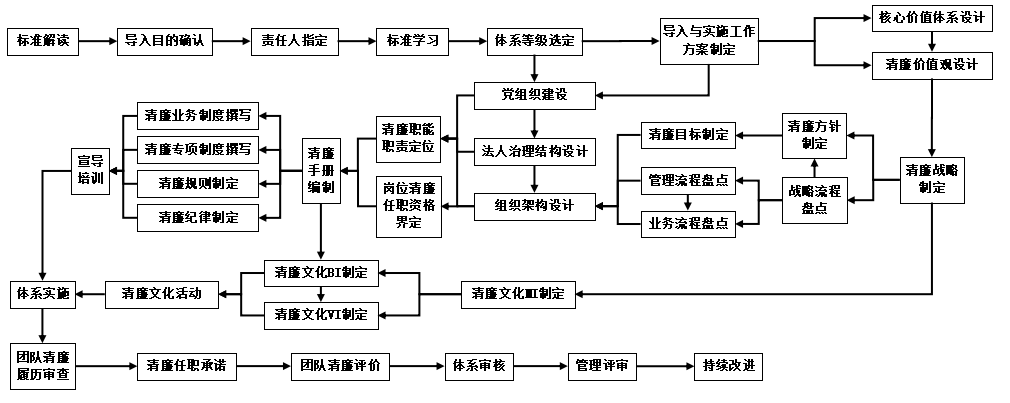 标准解读
导入目的确认
责任人指定
标准学习
体系等级选定
导入与实施工作
方案制定
核心价值体系设计
清廉价值观设计
党组织建设
清廉业务制度撰写
清廉专项制度撰写
清廉规则制定
清廉纪律制定
宣导
培训
清廉
手册
编制
清廉职能
职责定位
岗位清廉
任职资格
界定
法人治理结构设计
组织架构设计
清廉目标制定
管理流程盘点
业务流程盘点
清廉方针
制定
战略流程
盘点
清廉战略
制定
体系实施
清廉文化活动
清廉文化BI制定
清廉文化VI制定
清廉文化MI制定
团队清廉
履历审查
清廉任职承诺
团队清廉评价
体系审核
管理评审
持续改进